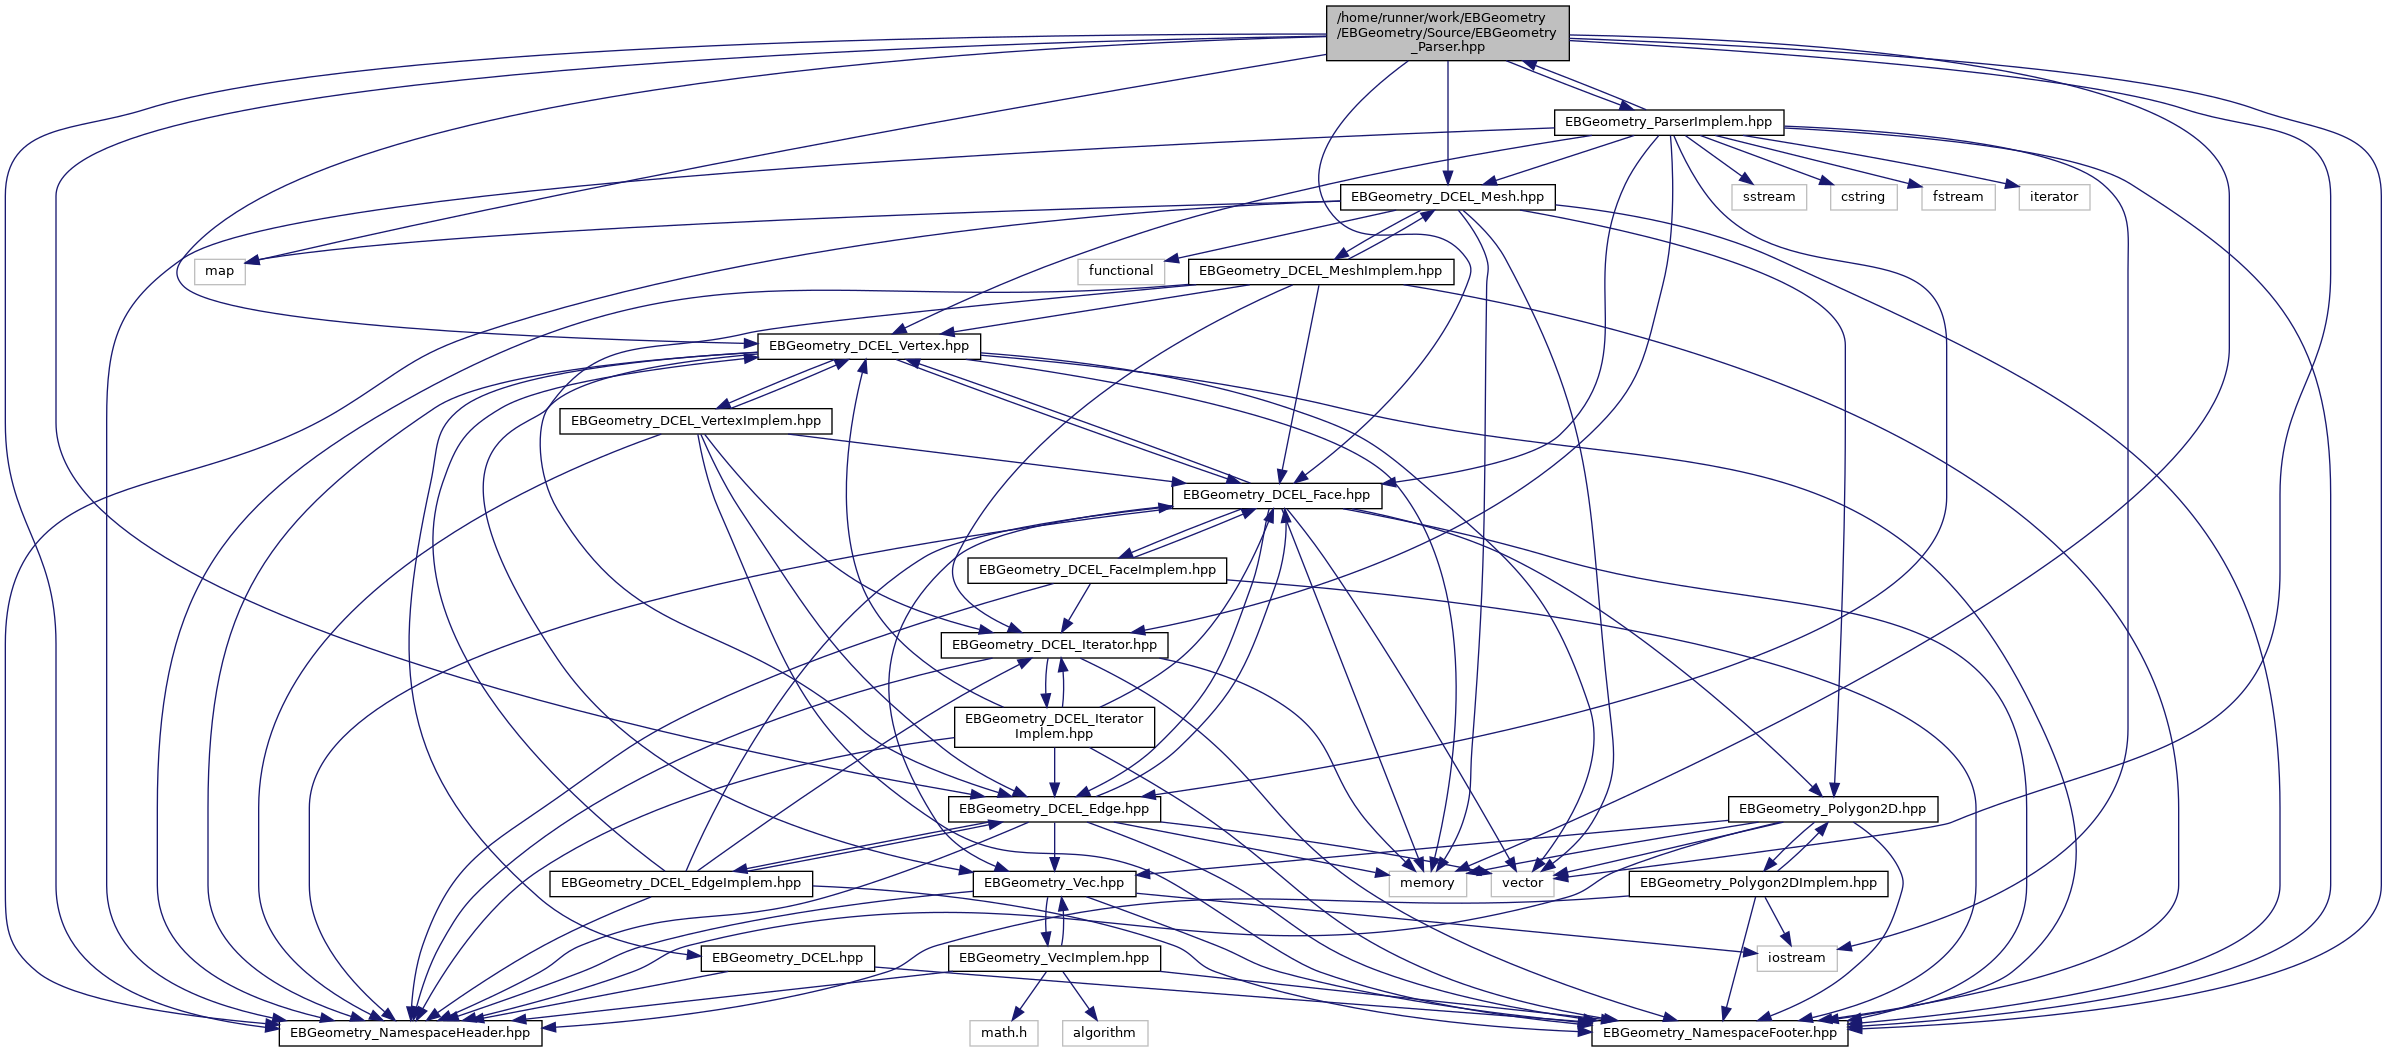 /home/runner/work/EBGeometry
/EBGeometry/Source/EBGeometry
_Parser.hpp
EBGeometry_ParserImplem.hpp
EBGeometry_DCEL_Mesh.hpp
sstream
cstring
fstream
iterator
map
functional
EBGeometry_DCEL_MeshImplem.hpp
EBGeometry_DCEL_Vertex.hpp
EBGeometry_DCEL_VertexImplem.hpp
EBGeometry_DCEL_Face.hpp
EBGeometry_DCEL_FaceImplem.hpp
EBGeometry_DCEL_Iterator.hpp
EBGeometry_DCEL_Iterator
Implem.hpp
EBGeometry_DCEL_Edge.hpp
EBGeometry_Polygon2D.hpp
EBGeometry_DCEL_EdgeImplem.hpp
EBGeometry_Vec.hpp
memory
vector
EBGeometry_Polygon2DImplem.hpp
EBGeometry_DCEL.hpp
EBGeometry_VecImplem.hpp
iostream
EBGeometry_NamespaceHeader.hpp
math.h
algorithm
EBGeometry_NamespaceFooter.hpp